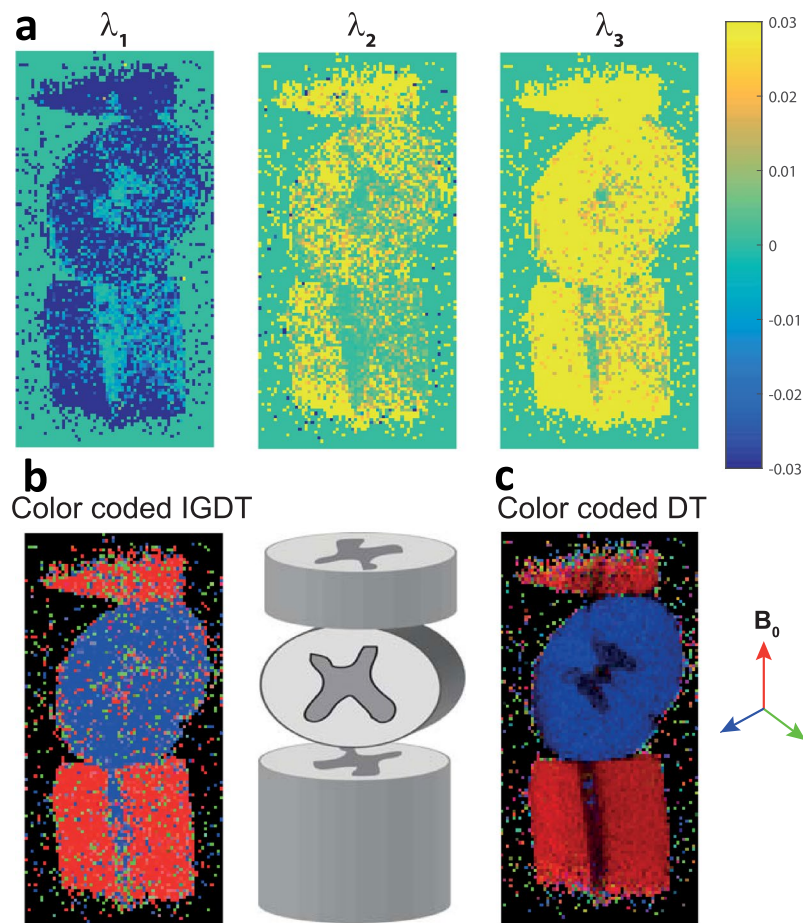 a
λ1 λ2 λ3
0.03
0.02
0.01
0
-0.01
-0.02
-0.03
b
Color coded IGDT
c
Color coded DT
B0